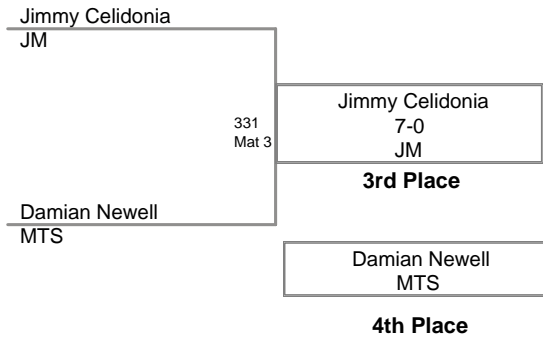 Jimmy Celidonia
JM
331
Mat 3
Jimmy Celidonia
7-0
JM
3rd Place
Damian Newell
MTS
Damian Newell
MTS
4th Place